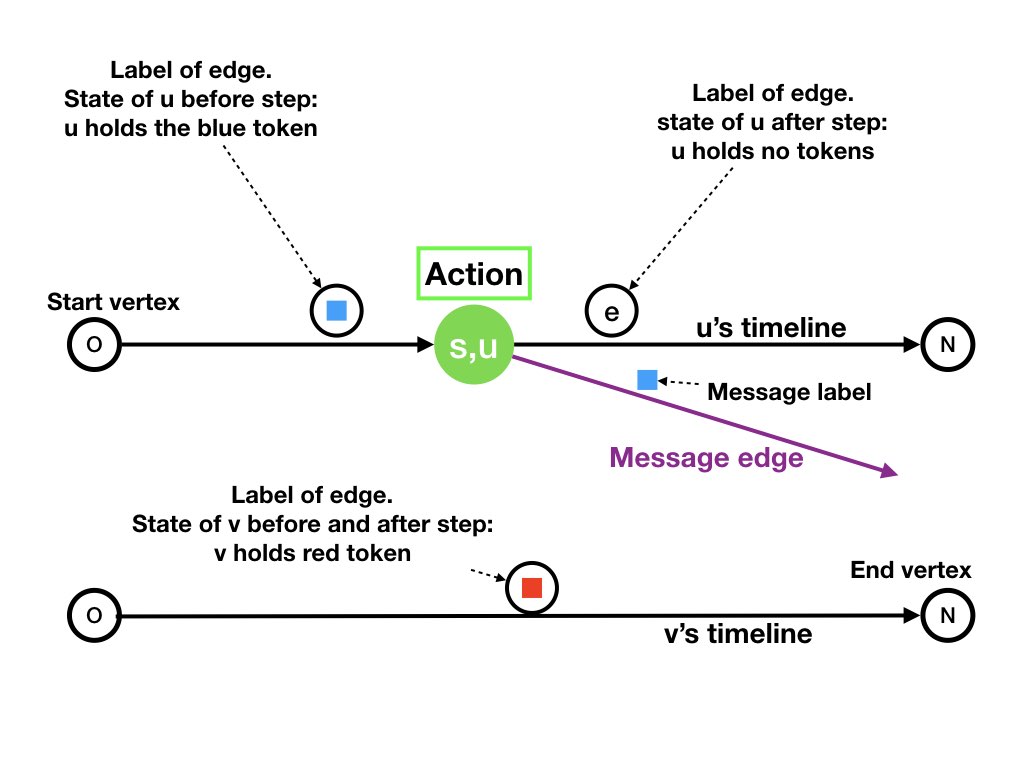 Label of edge.
State of u before step:
u holds the blue token
Label of edge.
state of u after step:
u holds no tokens
Action
Start vertex
O
s,u
e
u's timeline
N
Message label
Message edge
Label of edge.
State of v before and after step:
v holds red token
End vertex
O
N
v's timeline